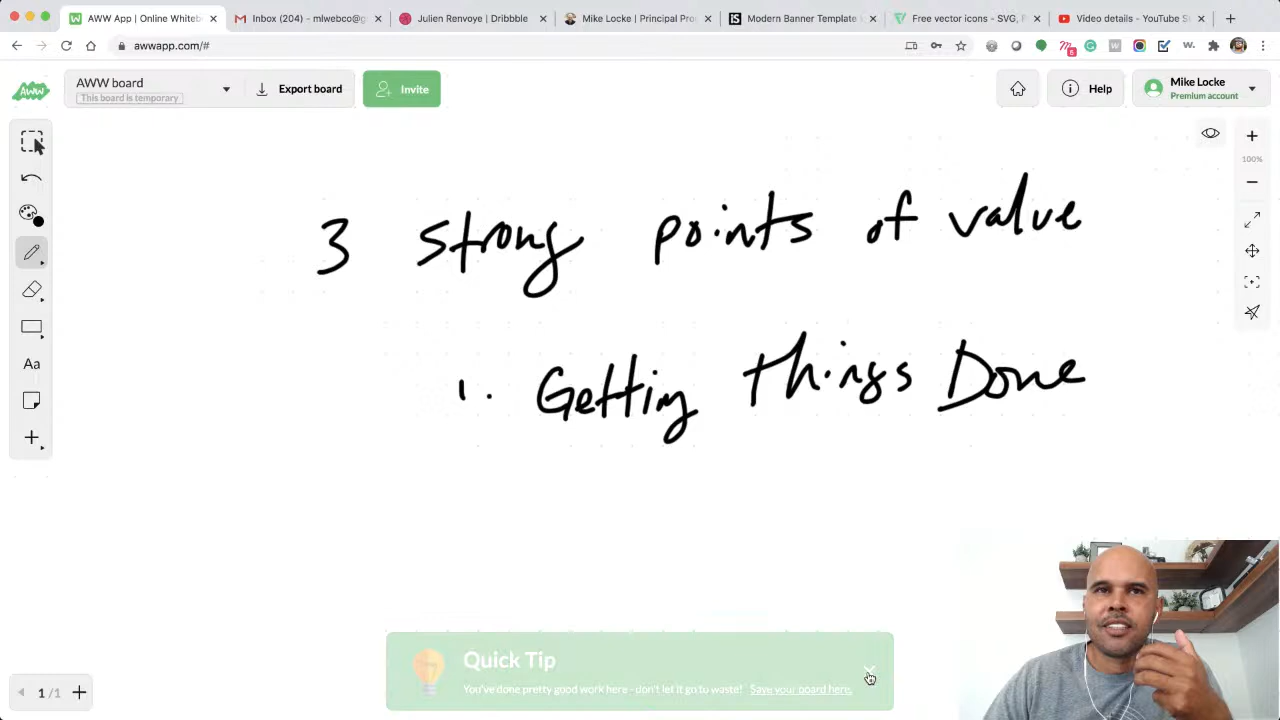 AWW App | Online Whiteb
Inbox (204) - mlwebco@g
Julien Renvoye | Dribbble
Mike Locke | Principal Pro
Modern Banner Template
Free vector icons - SVG, P
Video details - YouTube St
awwapp.com/#
AWW
AWW board
This board is temporary
Export board
Invite
Help
Mike Locke
Premium account
100%
3 strong points of value
1. Getting things Done
Aa
Quick Tip
You've done pretty good work here - don't let it go to waste! Save your board here.
1/1